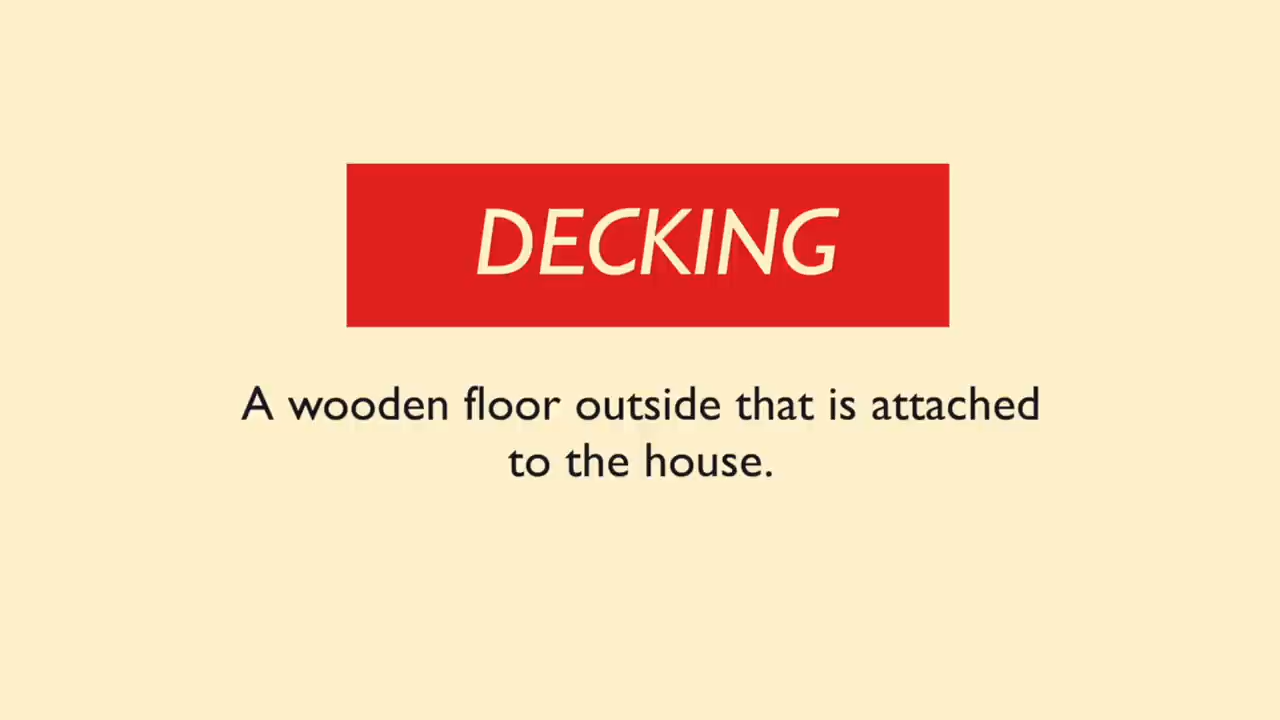 DECKING
A wooden floor outside that is attached
to the house.